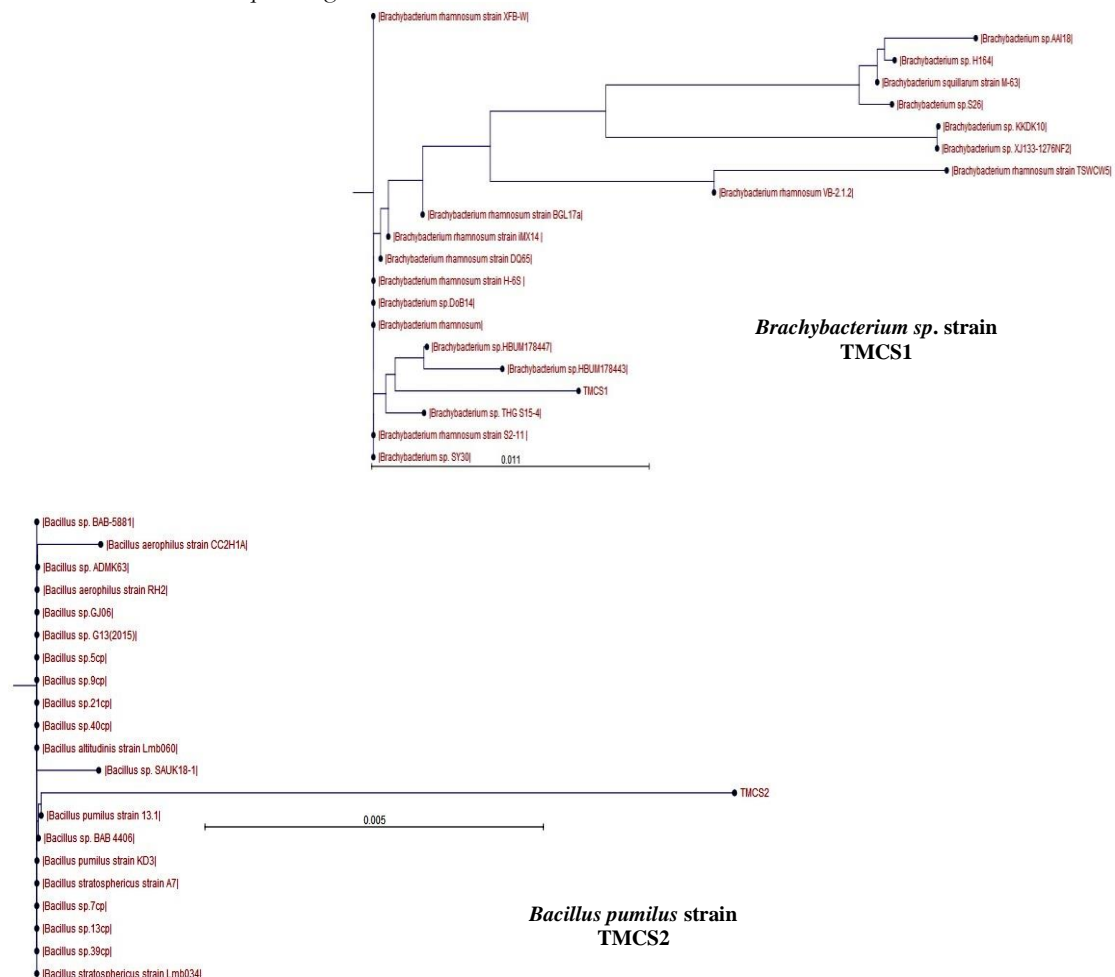 |Brachybacterium rhamnosum strain XFB-W|
|Brachybacterium sp.AAI18|
|Brachybacterium sp. H164|
|Brachybacterium squillarum strain M-63|
|Brachybacterium sp.S26|
|Brachybacterium sp. KKDK10|
|Brachybacterium sp. XJ133-1276NF2|
|Brachybacterium rhamnosum strain TSWCW5|
|Brachybacterium rhamnosum VB-2.1.2|
|Brachybacterium rhamnosum strain BGL17a|
|Brachybacterium rhamnosum strain iMX14 |
|Brachybacterium rhamnosum strain DQ65|
|Brachybacterium rhamnosum strain H-6S |
|Brachybacterium sp.DoB14|
|Brachybacterium rhamnosum|
Brachybacterium sp. strain
TMCS1
|Brachybacterium sp.HBUM178447|
|Brachybacterium sp.HBUM178443|
TMCS1
|Brachybacterium sp. THG S15-4|
|Brachybacterium rhamnosum strain S2-11 |
|Brachybacterium sp. SY30|
0.011
|Bacillus sp. BAB-5881|
|Bacillus aerophilus strain CC2H1A|
|Bacillus sp. ADMK63|
|Bacillus aerophilus strain RH2|
|Bacillus sp.GJ06|
|Bacillus sp. G13(2015)|
|Bacillus sp.5cp|
|Bacillus sp.9cp|
|Bacillus sp.21cp|
|Bacillus sp.40cp|
|Bacillus altitudinis strain Lmb060|
|Bacillus sp. SAUK18-1|
TMCS2
|Bacillus pumilus strain 13.1|
0.005
|Bacillus sp. BAB 4406|
|Bacillus pumilus strain KD3|
|Bacillus stratosphericus strain A7|
|Bacillus sp.7cp|
|Bacillus sp.13cp|
|Bacillus sp.39cp|
|Bacillus stratosphericus strain Lmb034|
Bacillus pumilus strain
TMCS2